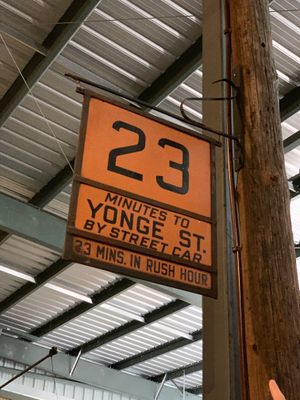 23
MINUTES TO
YONGE ST.
BY STREET CAR
23 MINS. IN RUSH HOUR